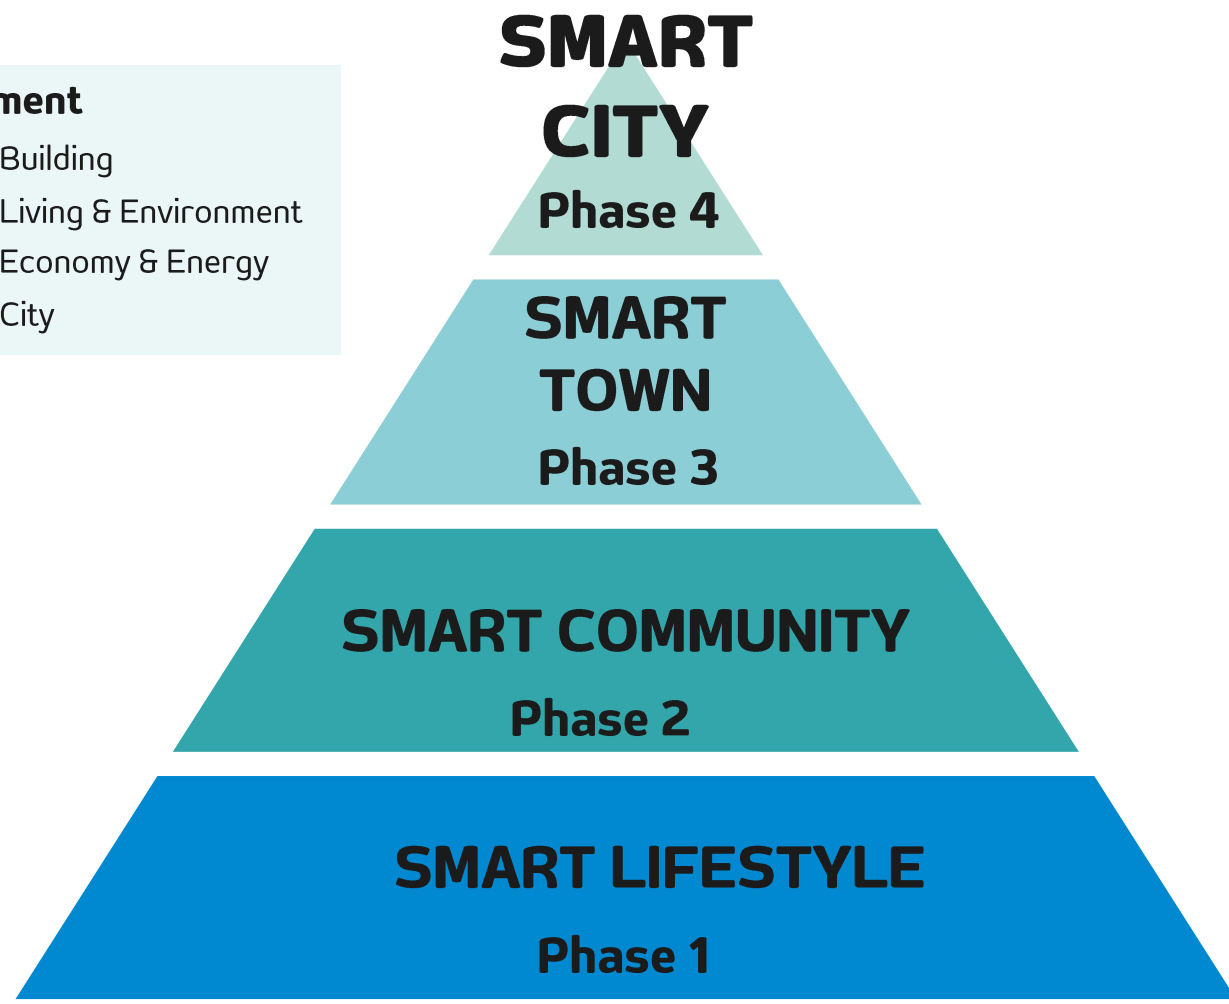 SMART
CITY
Phase 4
ment
Building
Living & Environment
Economy & Energy
City
SMART
TOWN
Phase 3
SMART COMMUNITY
Phase 2
SMART LIFESTYLE
Phase 1